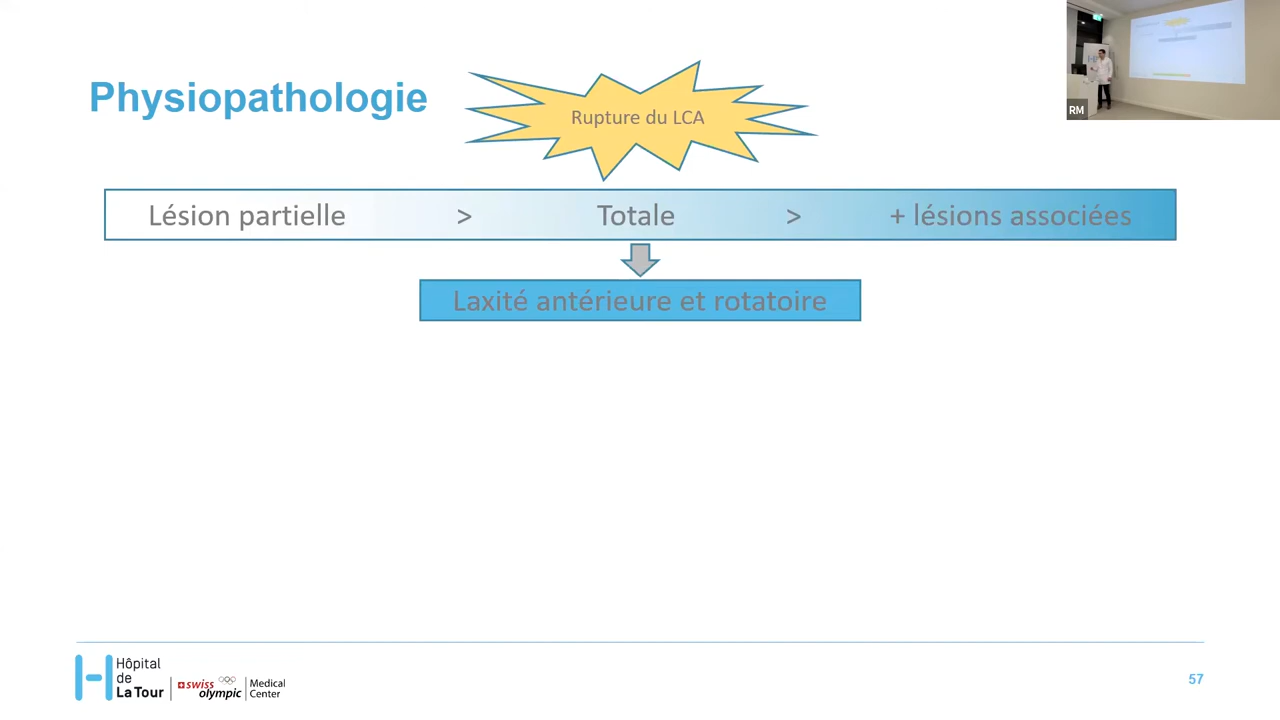 Physiopathologie
Rupture du LCA
RM
Lésion partielle > Totale > + lésions associées
Laxité antérieure et rotatoire
Hôpital
de
La Tour
swiss
olympic
Medical
Center
57